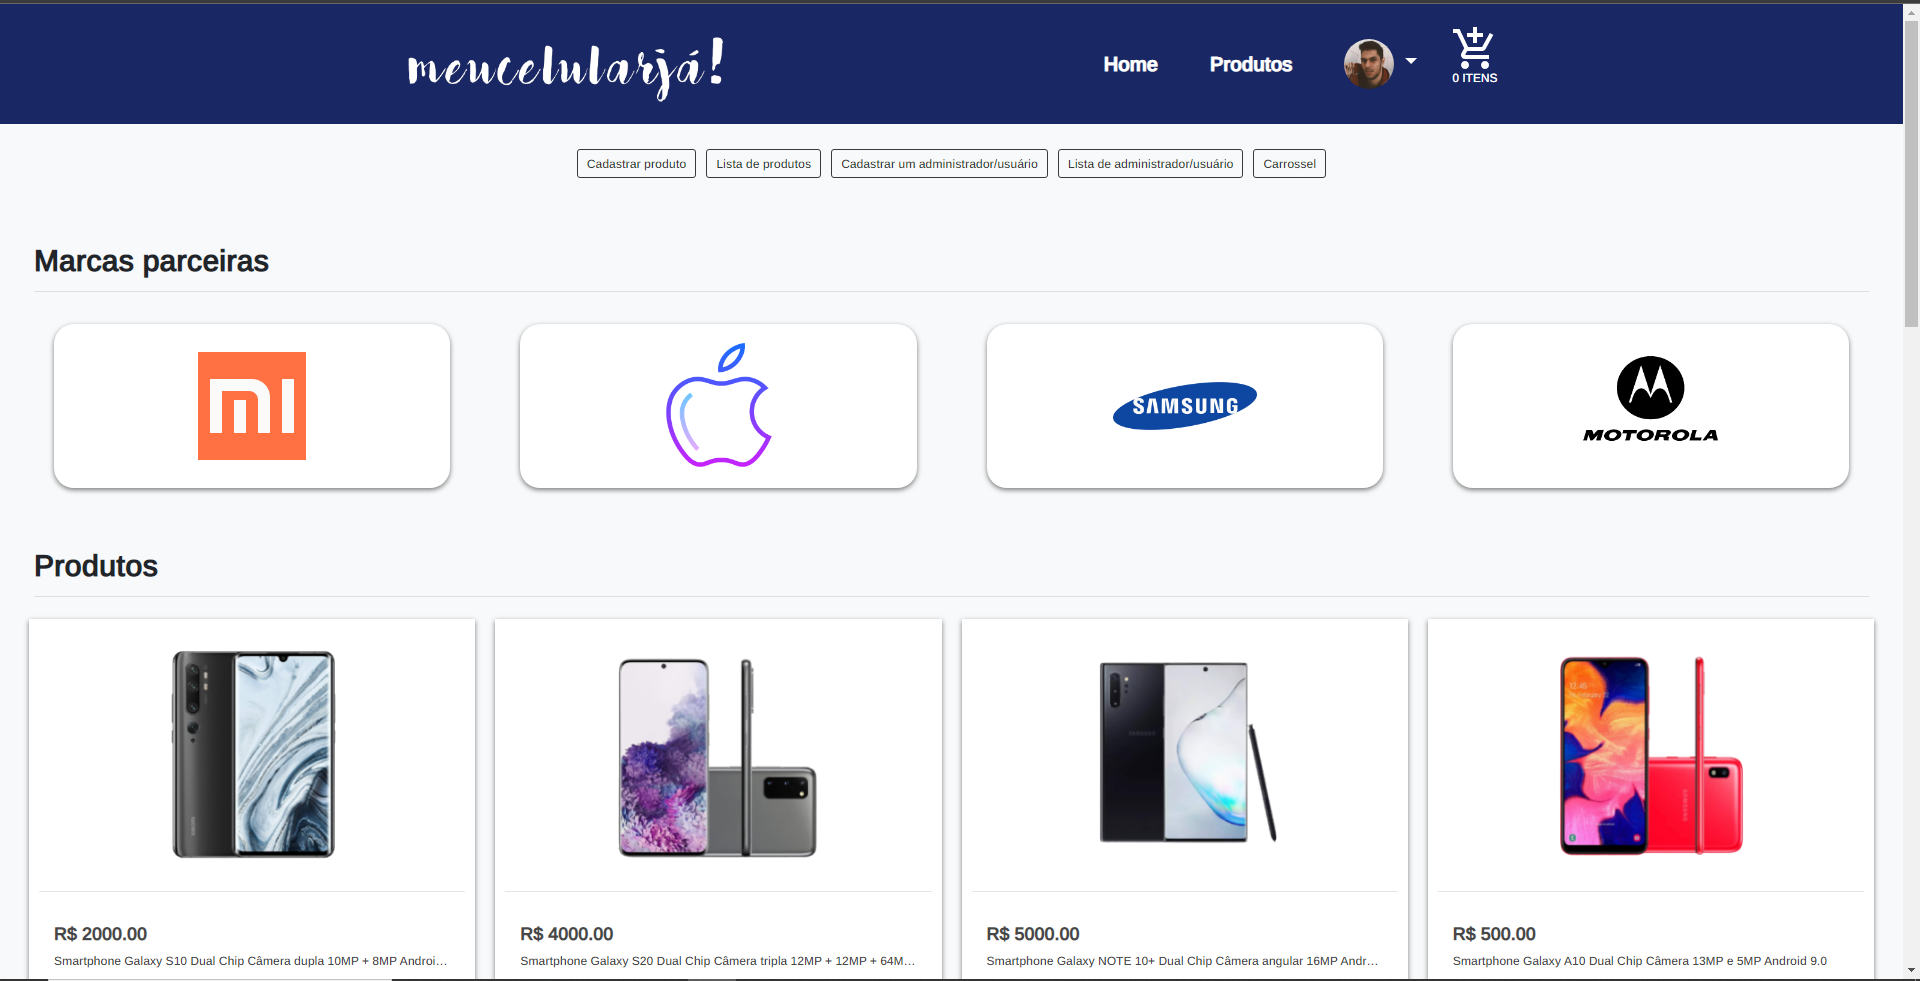 meucelularjá!
Home
Produtos
0 ITENS
Cadastrar produto
Lista de produtos
Cadastrar um administrador/usuário
Lista de administrador/usuário
Carrossel
Marcas parceiras
MI
SAMSUNG
MOTOROLA
Produtos
R$ 2000.00
Smartphone Galaxy S10 Dual Chip Câmera dupla 10MP + 8MP Androi...
R$ 4000.00
Smartphone Galaxy S20 Dual Chip Câmera tripla 12MP + 12MP + 64M...
R$ 5000.00
Smartphone Galaxy NOTE 10+ Dual Chip Câmera angular 16MP Andr...
R$ 500.00
Smartphone Galaxy A10 Dual Chip Câmera 13MP e 5MP Android 9.0